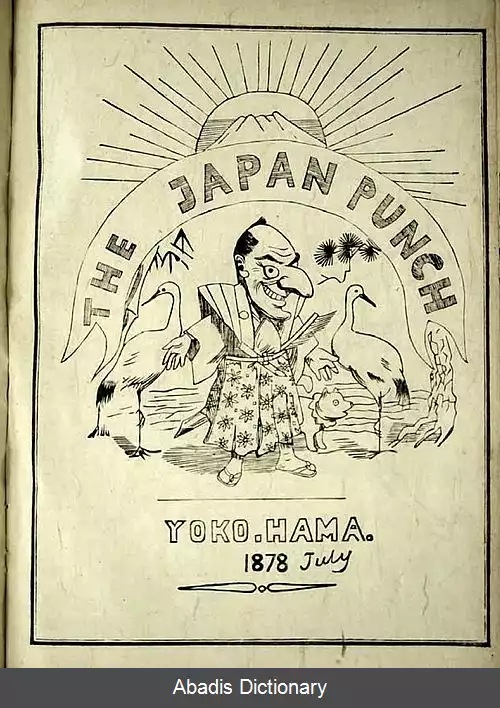 THE JAPAN PUNCH
YOKO.HAMA.
1878 July
Abadis Dictionary